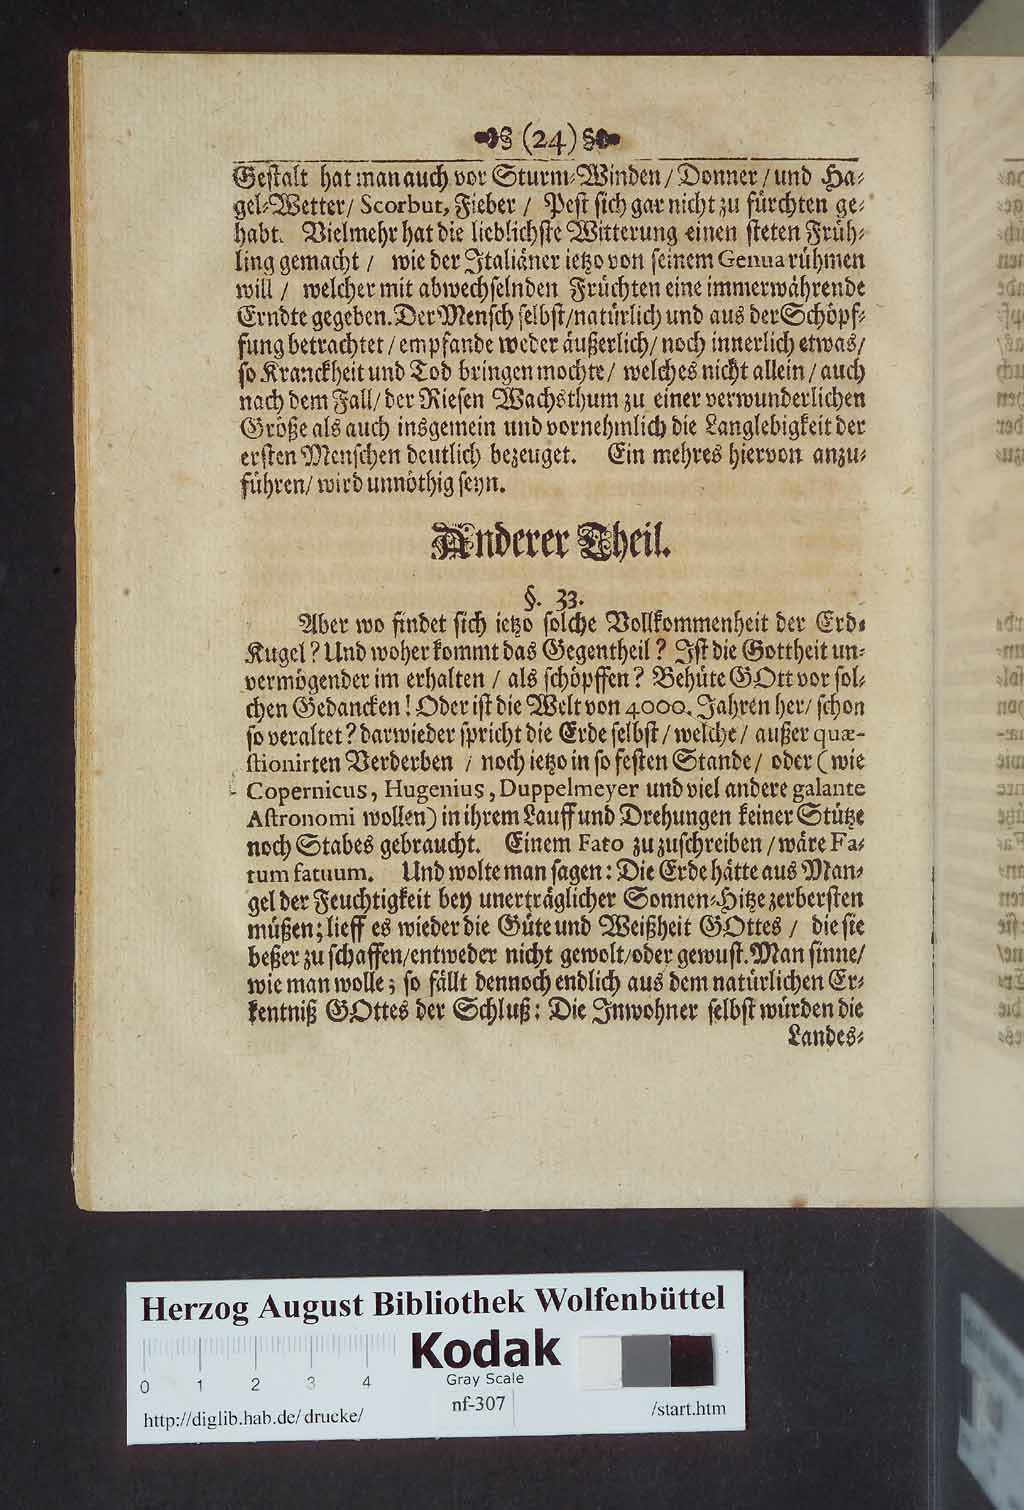 (24)
Gestalt hat man auch vor Sturm-Winden / Donner / und Ha-
gel-Wetter / Scorbut, Fieber / Pest sich gar nicht zu fürchten ge-
habt. Vielmehr hat die lieblichste Witterung einen steten Früh-
ling gemacht / wie der Italiäner ietzo von seinem Genua rühmen
will / welcher mit abwechselnden Früchten eine immerwährende
Erndte gegeben. Der Mensch selbst / natürlich und aus der Schöpf-
fung betrachtet / empfande weder äußerlich / noch innerlich etwas /
so Kranckheit und Tod bringen mochte / welches nicht allein / auch
nach dem Fall / der Riesen Wachsthum zu einer verwunderlichen
Größe als auch insgemein und vornehmlich die Langlebigkeit der
ersten Menschen deutlich bezeuget. Ein mehres hiervon anzu-
führen / wird unnöthig seyn.
Anderer Theil.
§. 33.
Aber wo findet sich ietzo solche Vollkommenheit der Erd-
Kugel? Und woher kommt das Gegentheil? Ist die Gottheit un-
vermögender im erhalten / als schöpffen? Behüte GOtt vor sol-
chen Gedancken! Oder ist die Welt von 4000. Jahren her / schon
so veraltet? darwieder spricht die Erde selbst / welche / außer quæ-
stionirten Verderben / noch ietzo in so festen Stande / oder (wie
Copernicus, Hugenius, Duppelmeyer und viel andere galante
Astronomi wollen) in ihrem Lauff und Drehungen keiner Stütze
noch Stabes gebraucht. Einem Fato zuzuschreiben / wäre Fa-
tum fatuum. Und wolte man sagen: Die Erde hätte aus Man-
gel der Feuchtigkeit bey unerträglicher Sonnen-Hitze zerbersten
müßen; lieff es wieder die Güte und Weißheit GOttes / die sie
beßer zu schaffen / entweder nicht gewolt / oder gewust. Man sinne /
wie man wolle; so fällt dennoch endlich aus dem natürlichen Er-
kentniß GOttes der Schluß: Die Inwohner selbst würden die
Landes-
Herzog August Bibliothek Wolfenbüttel
Kodak
Gray Scale
0 1 2 3 4
nf-307
http://diglib.hab.de/drucke/ /start.htm